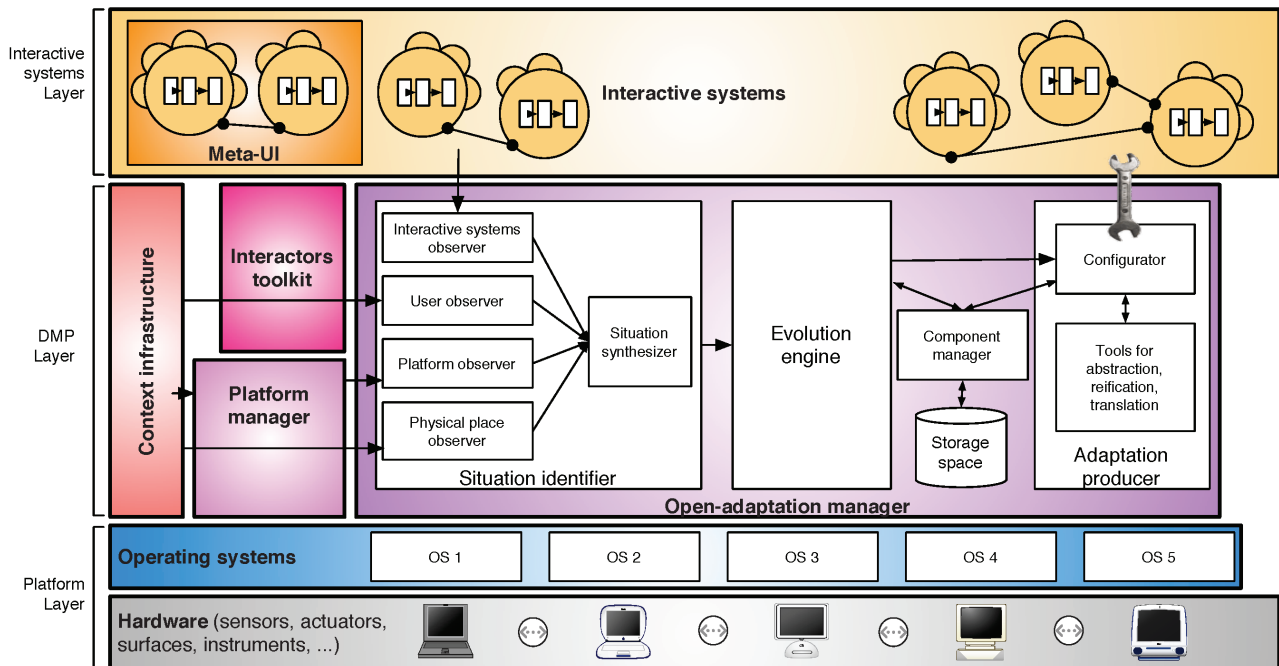 Interactive
systems
Layer
Meta-UI
Interactive systems
DMP
Layer
Context infrastructure
Interactors
toolkit
Platform
manager
Interactive systems
observer
User observer
Platform observer
Physical place
observer
Situation
synthesizer
Situation identifier
Evolution
engine
Component
manager
Storage
space
Configurator
Tools for
abstraction,
reification,
translation
Adaptation
producer
Open-adaptation manager
Platform
Layer
Operating systems
OS 1
OS 2
OS 3
OS 4
OS 5
Hardware (sensors, actuators,
surfaces, instruments, ...)